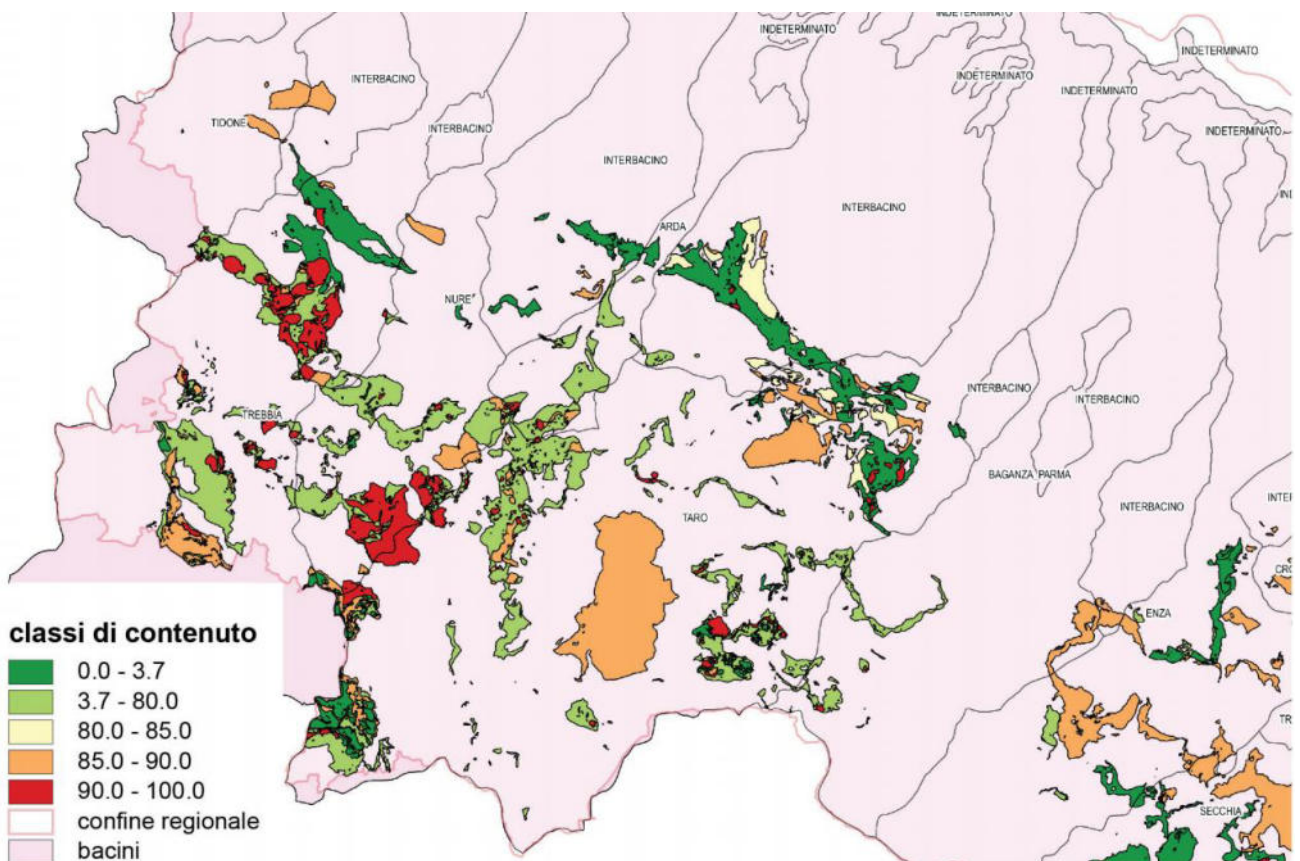 INDETERMINATO
INDETERMINATO
INDETERMINATO
INTERBACINO
INDETERMINATO
INDETERMINATO
TIDONE
INTERBACINO
INDETERMINATO
INTERBACINO
INTERBACINO
ARDA
NURE
INTERBACINO
INTERBACINO
TREBBIA
BAGANZA PARMA
INTERBACINO
TARO
ENZA
SECCHIA
classi di contenuto
0.0 - 3.7
3.7 - 80.0
80.0 - 85.0
85.0 - 90.0
90.0 - 100.0
confine regionale
bacini